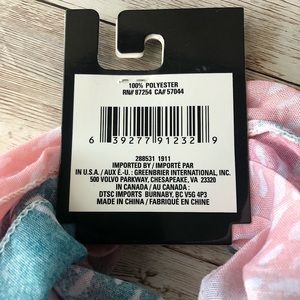 100% POLYESTER
RN# 87254 CA# 57044
6 39277 91232 9
288531 1911
IMPORTED BY / IMPORTÉ PAR
IN U.S.A. / AUX É.-U. : GREENBRIER INTERNATIONAL, INC.
500 VOLVO PARKWAY, CHESAPEAKE, VA 23320
IN CANADA / AU CANADA :
DTSC IMPORTS BURNABY, BC V5G 4P3
MADE IN CHINA / FABRIQUÉ EN CHINE